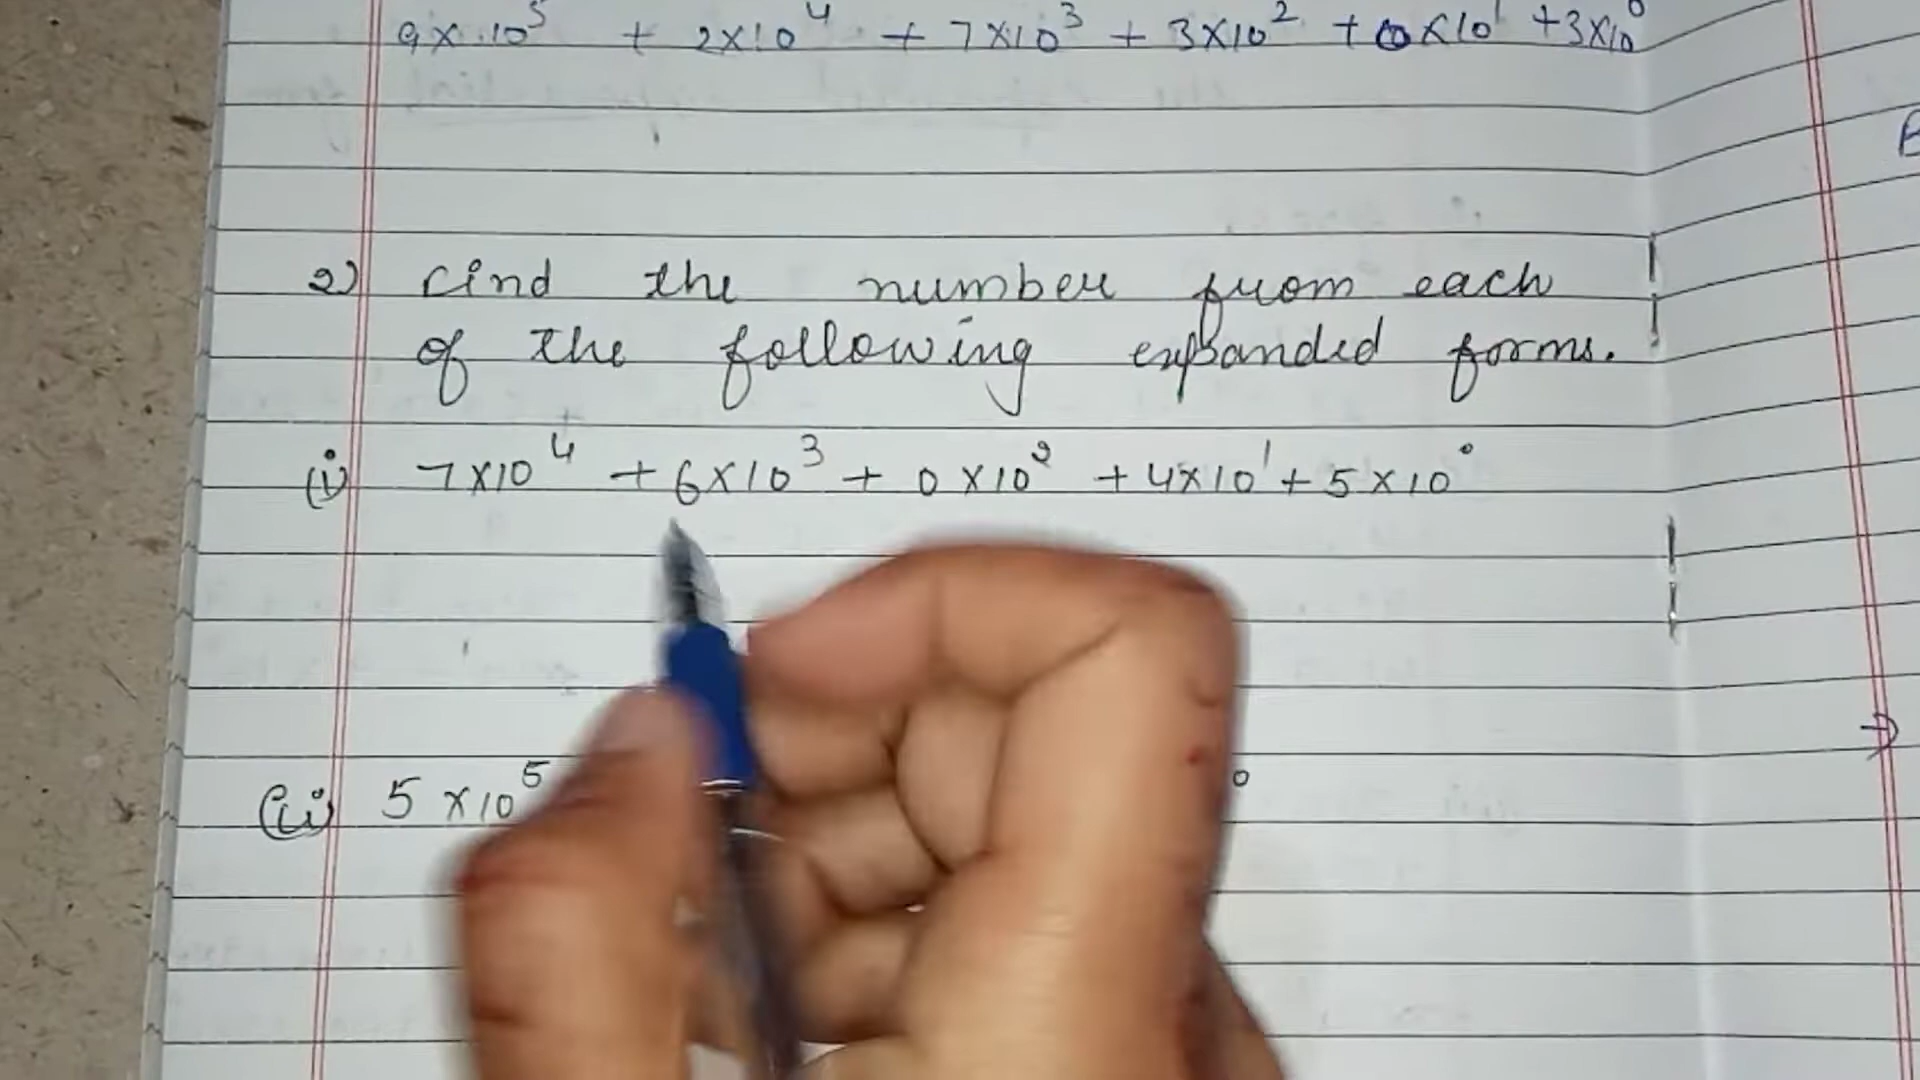 9×10⁵ + 2×10⁴ + 7×10³ + 3×10² + 0×10¹ + 3×10⁰
2) Find the number from each
of the following expanded forms.
(i) 7×10⁴ + 6×10³ + 0×10² + 4×10¹ + 5×10⁰
(ii) 5×10⁵ 0